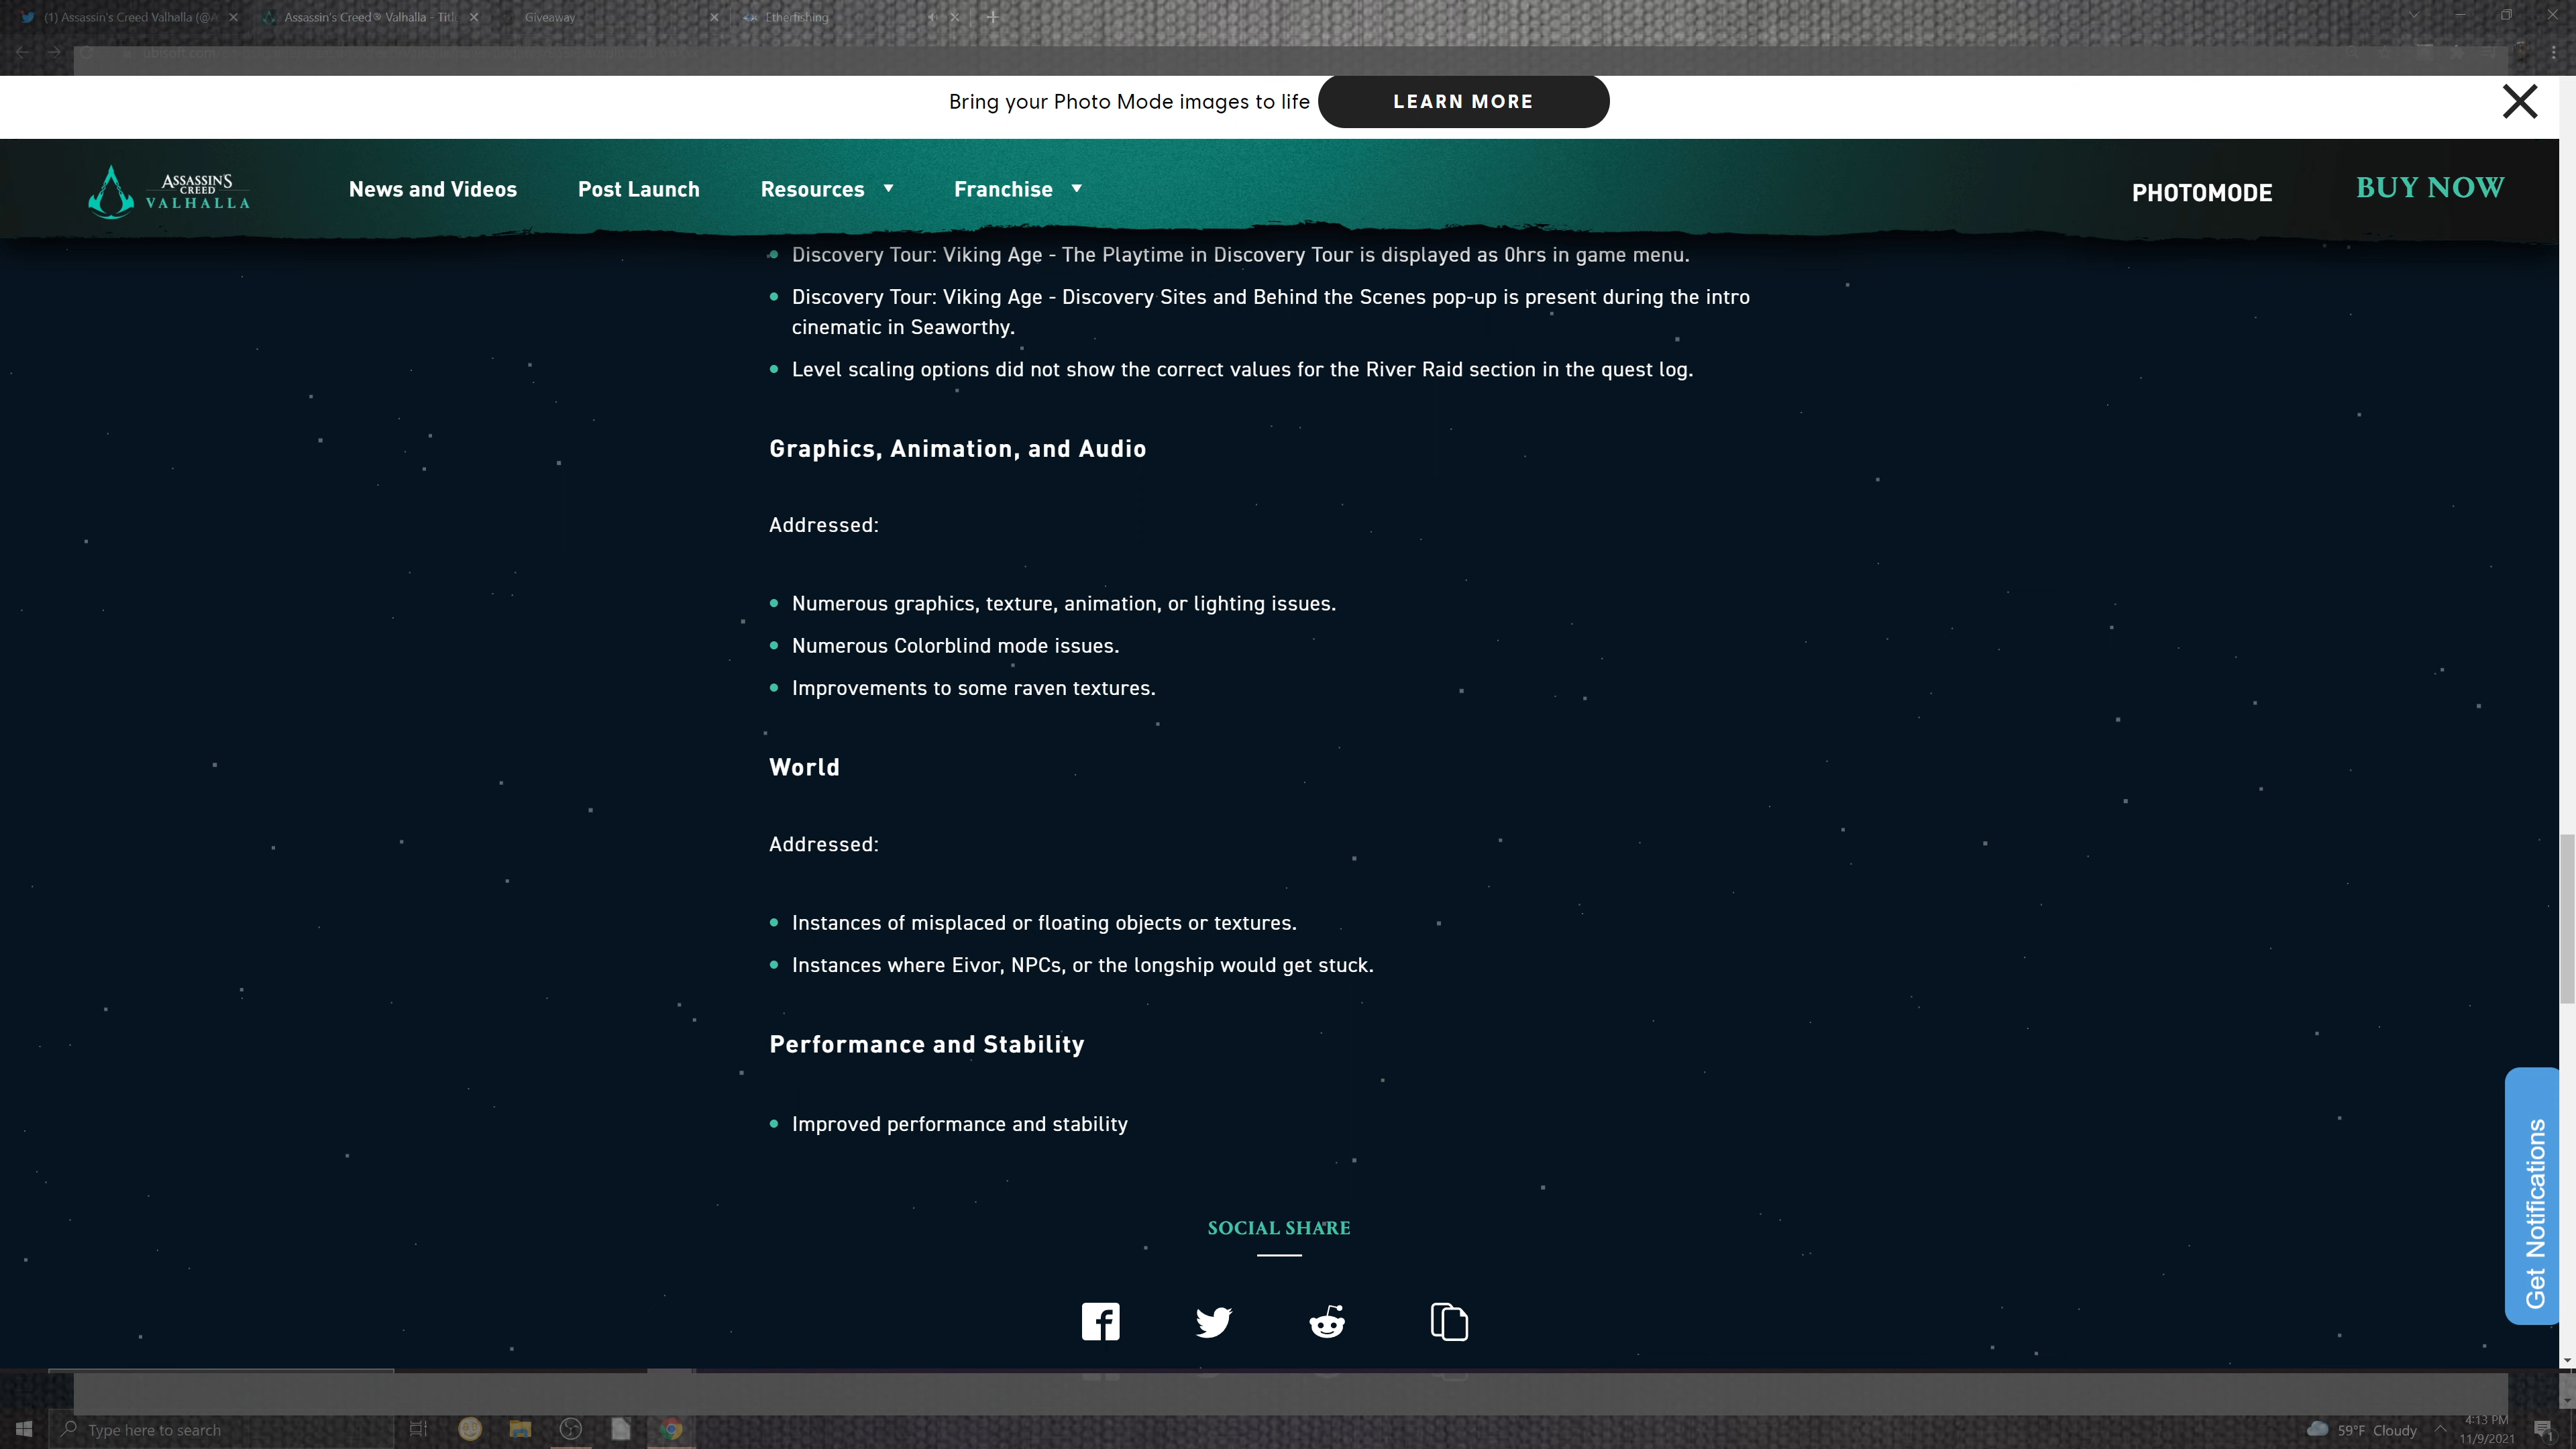 (1) Assassin's Creed Valhalla (@A
Assassin's Creed® Valhalla - Titl
Giveaway
Etherfishing
ubisoft.com
Bring your Photo Mode images to life
LEARN MORE
ASSASSIN'S
CREED
VALHALLA
News and Videos
Post Launch
Resources
Franchise
PHOTOMODE
BUY NOW
Discovery Tour: Viking Age - The Playtime in Discovery Tour is displayed as 0hrs in game menu.
Discovery Tour: Viking Age - Discovery Sites and Behind the Scenes pop-up is present during the intro
cinematic in Seaworthy.
Level scaling options did not show the correct values for the River Raid section in the quest log.
Graphics, Animation, and Audio
Addressed:
Numerous graphics, texture, animation, or lighting issues.
Numerous Colorblind mode issues.
Improvements to some raven textures.
World
Addressed:
Instances of misplaced or floating objects or textures.
Instances where Eivor, NPCs, or the longship would get stuck.
Performance and Stability
Improved performance and stability
Get Notifications
SOCIAL SHARE
Type here to search
59°F Cloudy
4:13 PM
11/9/2021
1